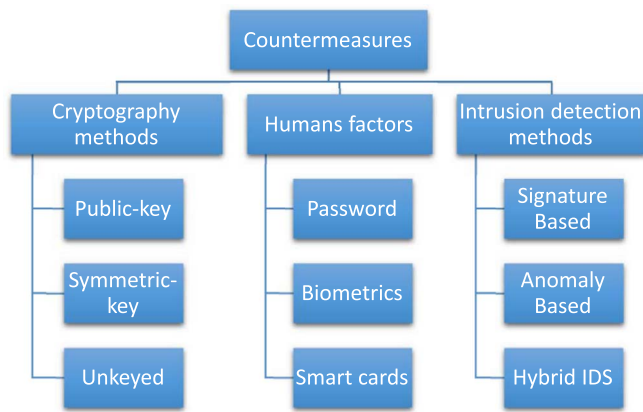 Countermeasures
Cryptography
methods
Public-key
Symmetric-
key
Unkeyed
Humans factors
Password
Biometrics
Smart cards
Intrusion detection
methods
Signature
Based
Anomaly
Based
Hybrid IDS